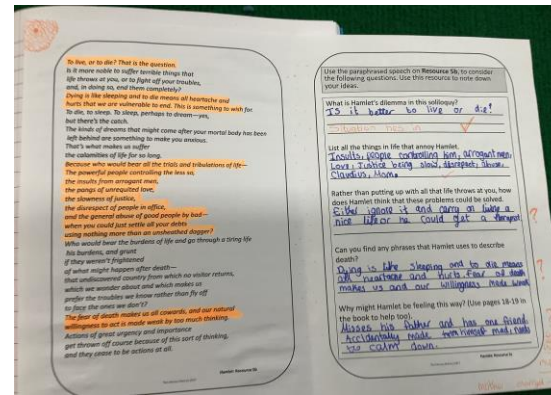 To live, or to die? That is the question.
Is it more noble to suffer terrible things that
life throws at you, or to fight off your troubles,
and, in doing so, end them completely?
Dying is like sleeping and to die means all heartache and
hurts that we are vulnerable to end. This is something to wish for.
To die, to sleep. To sleep, perhaps to dream—yes,
but there's the catch.
The kinds of dreams that might come after your mortal body has been
left behind are something to make you anxious.
That's what makes us suffer
the calamities of life for so long.
Because who would bear all the trials and tribulations of life—
The powerful people controlling the less so,
the insults from arrogant men,
the pangs of unrequited love,
the slowness of justice,
the disrespect of people in office,
and the general abuse of good people by bad—
when you could just settle all your debts
using nothing more than an unsheathed dagger?
Who would bear the burdens of life and go through a tiring life
his burdens, and grunt
if they weren't frightened
of what might happen after death—
that undiscovered country from which no visitor returns,
which we wonder about and which makes us
prefer the troubles we know rather than fly off
to face the ones we don't?
The fear of death makes us all cowards, and our natural
willingness to act is made weak by too much thinking.
Actions of great urgency and importance
get thrown off course because of this sort of thinking,
and they cease to be actions at all.
Hamlet: Resource 5b
Use the paraphrased speech on Resource 5b, to consider
the following questions. Use this resource to note down
your ideas.
What is Hamlet's dilemma in this soliloquy?
Is it better to live or die?
Situation he's in
List all the things in life that annoy Hamlet.
Insults, people controlling him, arrogant men,
Love, Justice being slow, disrespect, abuse,
Claudius, Mom.
Rather than putting up with all that life throws at you, how
does Hamlet think that these problems could be solved.
Either ignore it and carry on living a
nice life or he could get a
?
Can you find any phrases that Hamlet uses to describe
death?
Dying is like sleeping and to die means
all heartache and hurts. Fear of death
makes us and our willingness made weak
?
Why might Hamlet be feeling this way? (Use pages 18-19 in
the book to help too).
Misses his father and has one friend.
Accidentally made himself mad, needs
to calm down.
Hamlet: Resource 5c